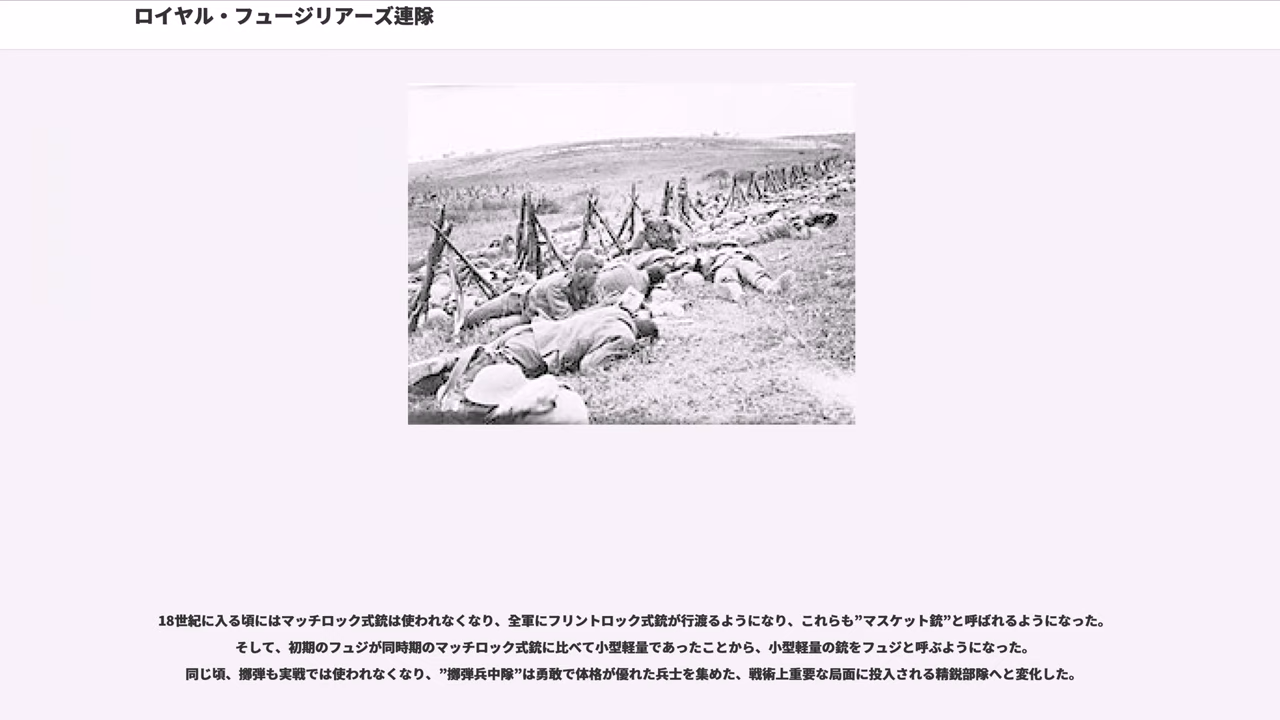 ロイヤル・フュージリアーズ連隊
18世紀に入る頃にはマッチロック式銃は使われなくなり、全軍にフリントロック式銃が行渡るようになり、これらも”マスケット銃”と呼ばれるようになった。
そして、初期のフュジが同時期のマッチロック式銃に比べて小型軽量であったことから、小型軽量の銃をフュジと呼ぶようになった。
同じ頃、擲弾も実戦では使われなくなり、”擲弾兵中隊”は勇敢で体格が優れた兵士を集めた、戦術上重要な局面に投入される精鋭部隊へと変化した。